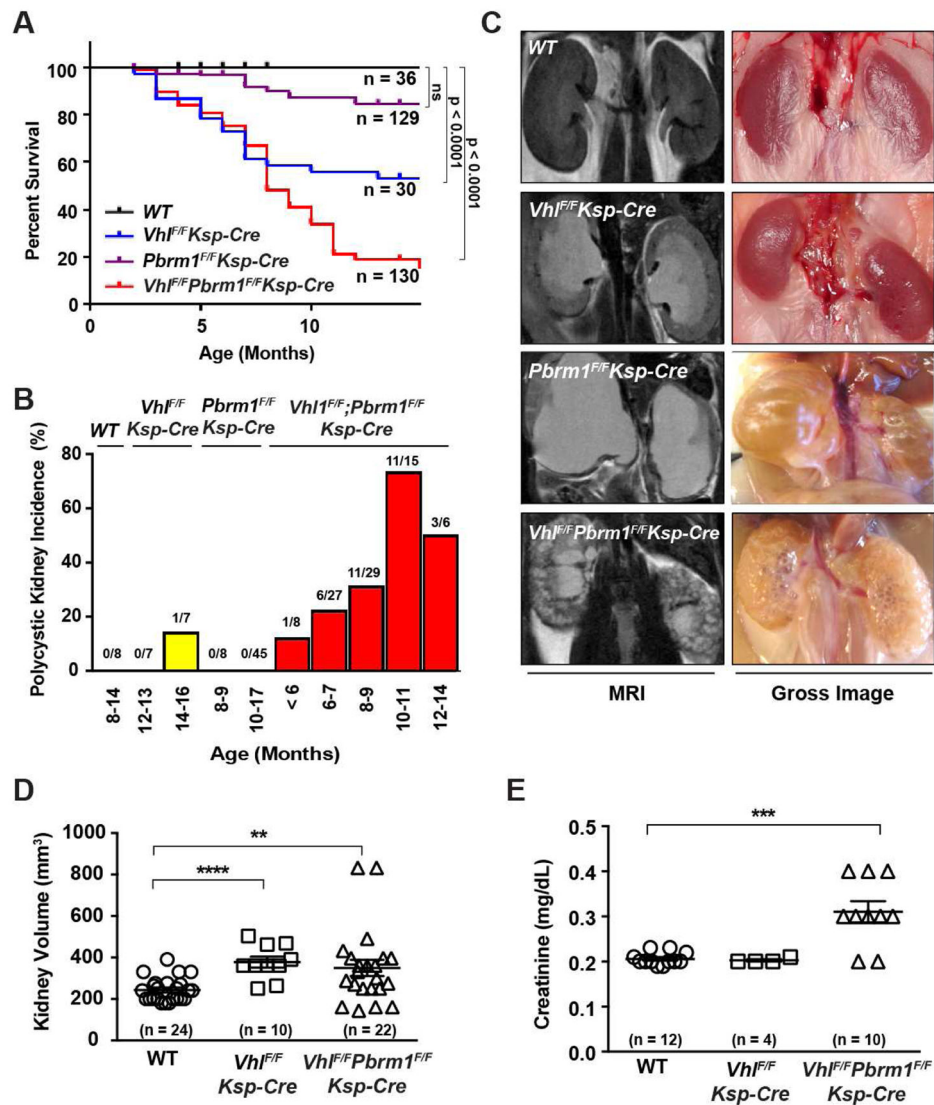 A
Percent Survival
100
80
60
40
20
0
0
5
10
Age (Months)
n = 36
n = 129
n = 30
n = 130
ns
p < 0.0001
p < 0.0001
WT
Vhl^F/F Ksp-Cre
Pbrm1^F/F Ksp-Cre
Vhl^F/F Pbrm1^F/F Ksp-Cre
B
WT
Vhl^F/F
Ksp-Cre
Pbrm1^F/F
Ksp-Cre
Vhl1^F/F;Pbrm1^F/F
Ksp-Cre
Polycystic Kidney Incidence (%)
80
60
40
20
0
0/8
0/7
1/7
0/8
0/45
1/8
6/27
11/29
11/15
3/6
8-14
12-13
14-16
8-9
10-17
< 6
6-7
8-9
10-11
12-14
Age (Months)
C
WT
Vhl^F/F Ksp-Cre
Pbrm1^F/F Ksp-Cre
Vhl^F/F Pbrm1^F/F Ksp-Cre
MRI
Gross Image
D
Kidney Volume (mm³)
1000
800
600
400
200
0
**
****
(n = 24)
(n = 10)
(n = 22)
WT
Vhl^F/F
Ksp-Cre
Vhl^F/F Pbrm1^F/F
Ksp-Cre
E
Creatinine (mg/dL)
0.5
0.4
0.3
0.2
0.1
0.0
***
(n = 12)
(n = 4)
(n = 10)
WT
Vhl^F/F
Ksp-Cre
Vhl^F/F Pbrm1^F/F
Ksp-Cre